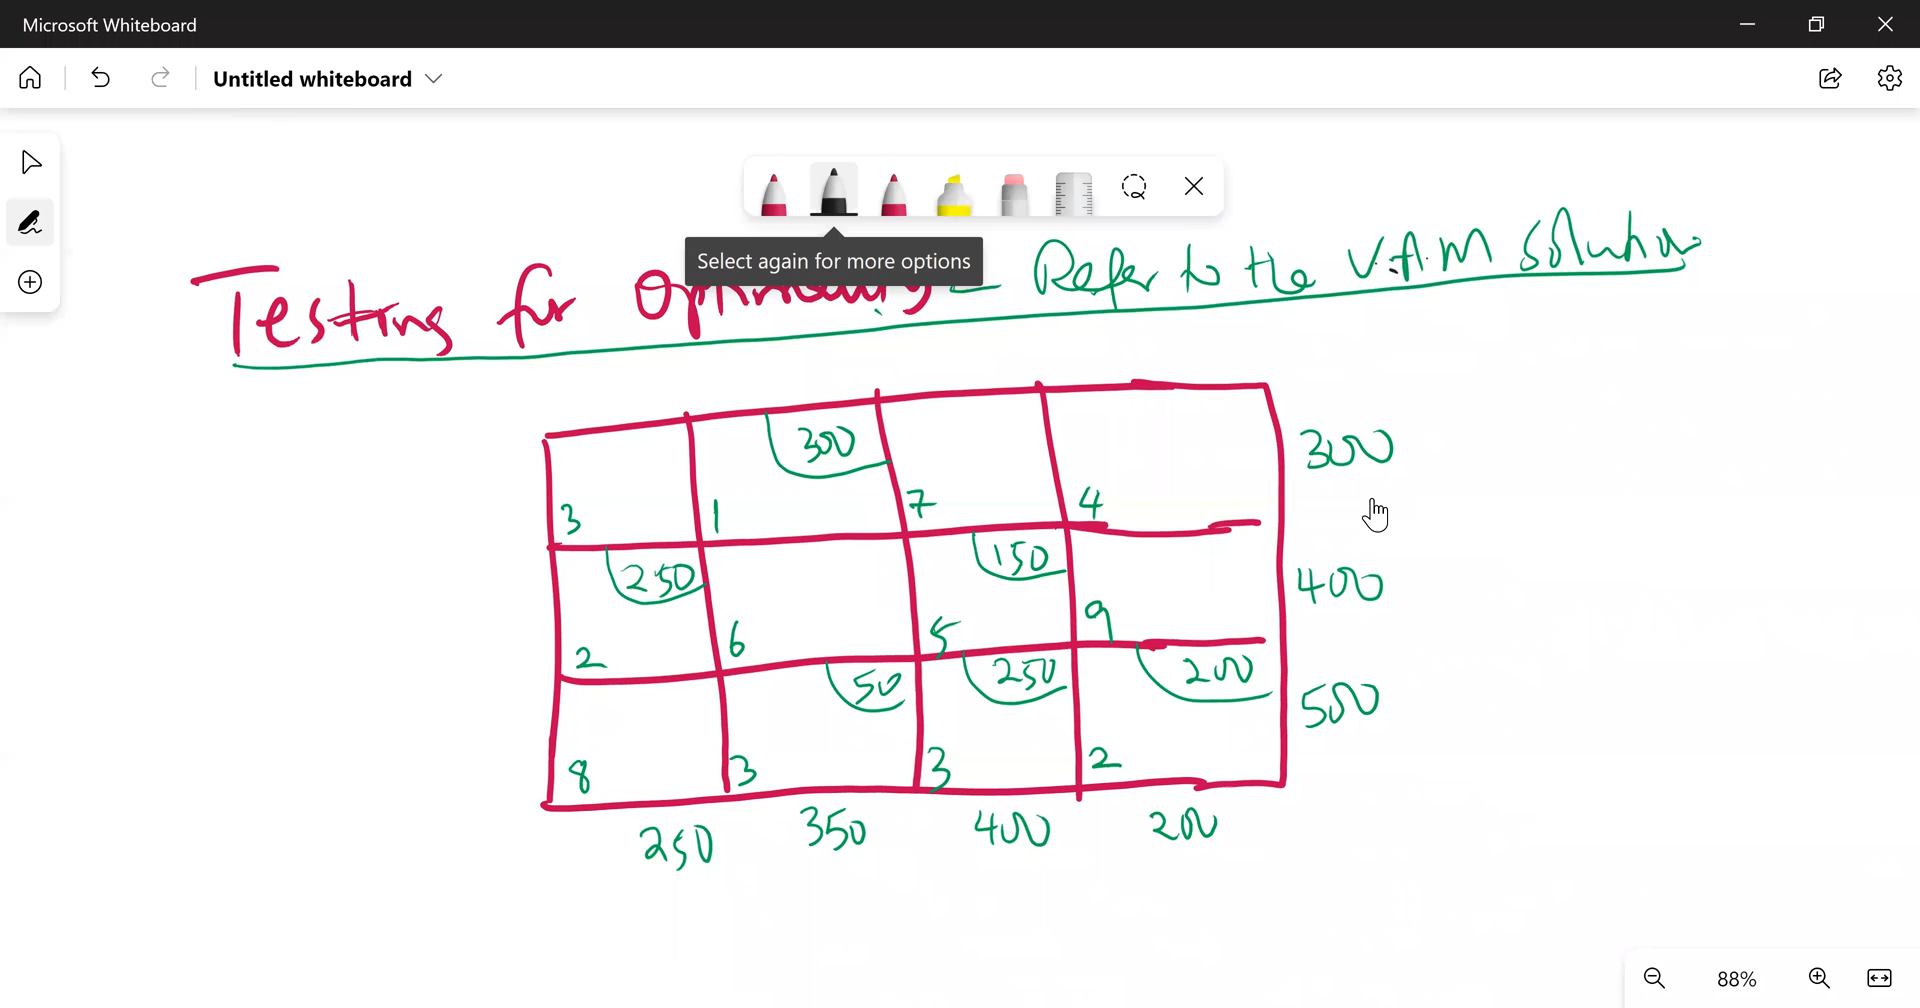 Microsoft Whiteboard
Untitled whiteboard
Select again for more options
Testing for Optimality - Refer to the V.A.M Solution
300
3 1 7 4 300
250 150
2 6 5 9 400
50 250 200
8 3 3 2 500
250 350 400 200
88%